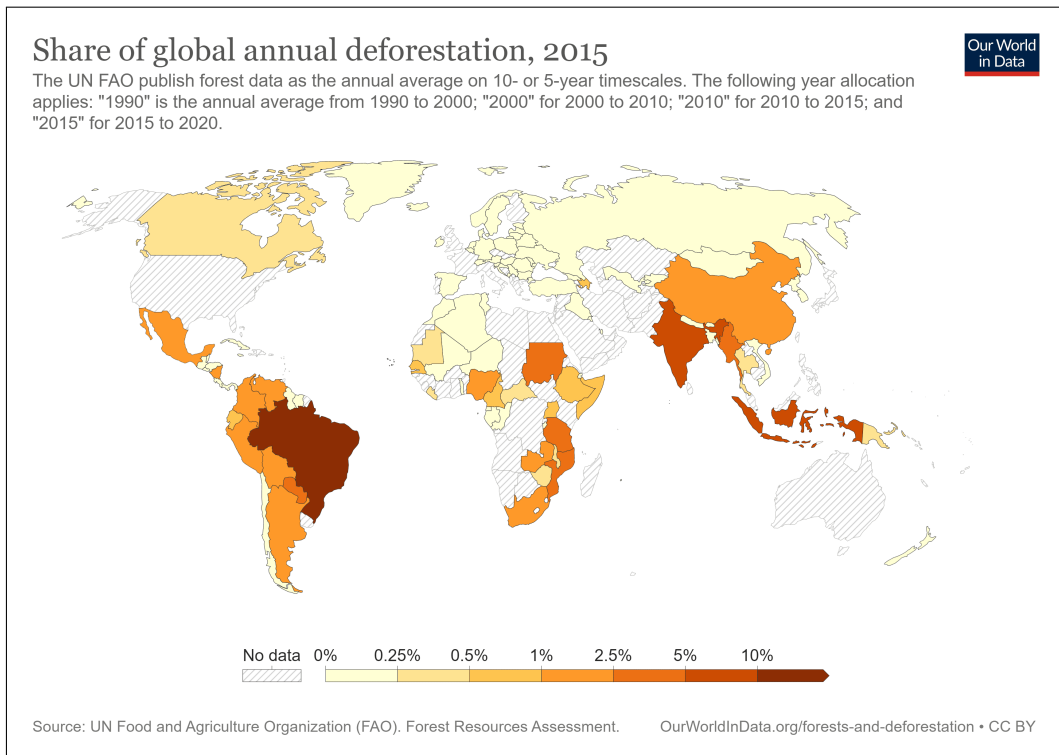 Share of global annual deforestation, 2015
Our World
in Data
The UN FAO publish forest data as the annual average on 10- or 5-year timescales. The following year allocation
applies: "1990" is the annual average from 1990 to 2000; "2000" for 2000 to 2010; "2010" for 2010 to 2015; and
"2015" for 2015 to 2020.
No data 0% 0.25% 0.5% 1% 2.5% 5% 10%
Source: UN Food and Agriculture Organization (FAO). Forest Resources Assessment. OurWorldInData.org/forests-and-deforestation • CC BY